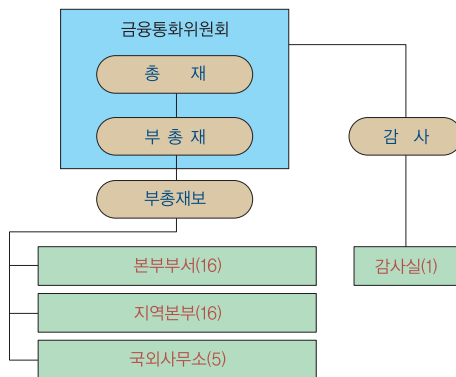 금융통화위원회
총 재
부 총 재
감 사
부총재보
본부부서(16)
감사실(1)
지역본부(16)
국외사무소(5)